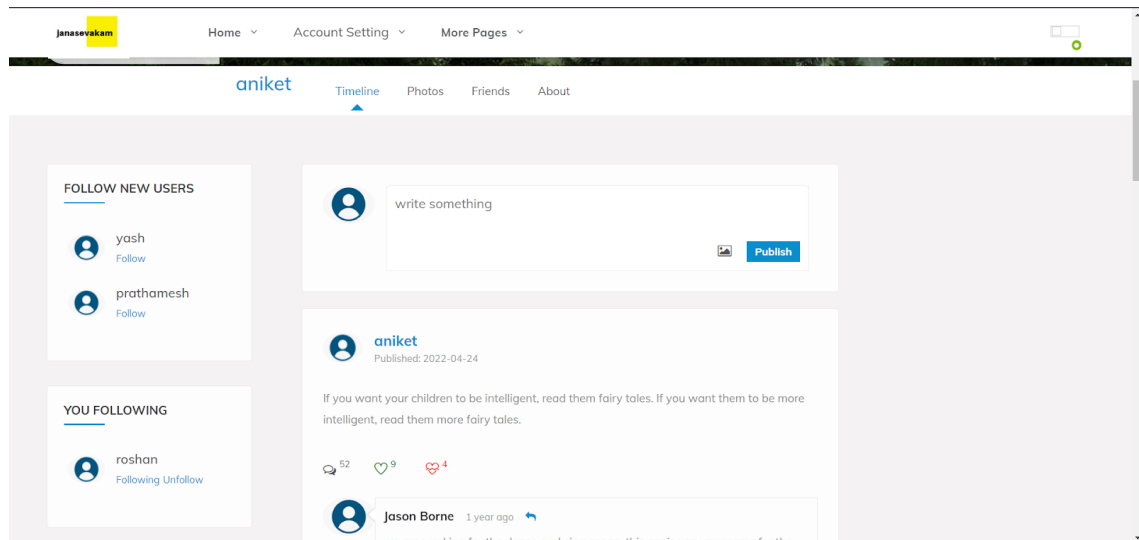 janasevakam
Home
Account Setting
More Pages
aniket
Timeline
Photos
Friends
About
FOLLOW NEW USERS
yash
Follow
prathamesh
Follow
YOU FOLLOWING
roshan
Following Unfollow
write something
Publish
aniket
Published: 2022-04-24
If you want your children to be intelligent, read them fairy tales. If you want them to be more
intelligent, read them more fairy tales.
52 9 4
Jason Borne 1 year ago